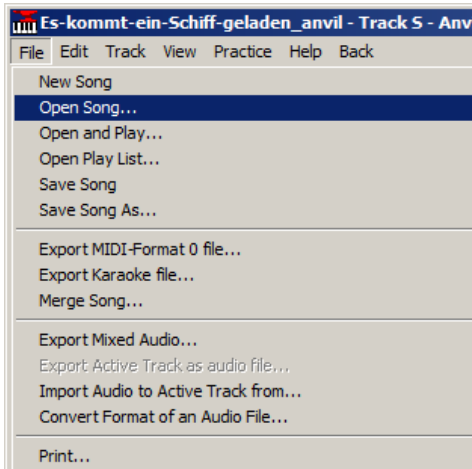 Es-kommt-ein-Schiff-geladen_anvil - Track S - Anv
File Edit Track View Practice Help Back
New Song
Open Song...
Open and Play...
Open Play List...
Save Song
Save Song As...
Export MIDI-Format 0 file...
Export Karaoke file...
Merge Song...
Export Mixed Audio...
Export Active Track as audio file...
Import Audio to Active Track from...
Convert Format of an Audio File...
Print...